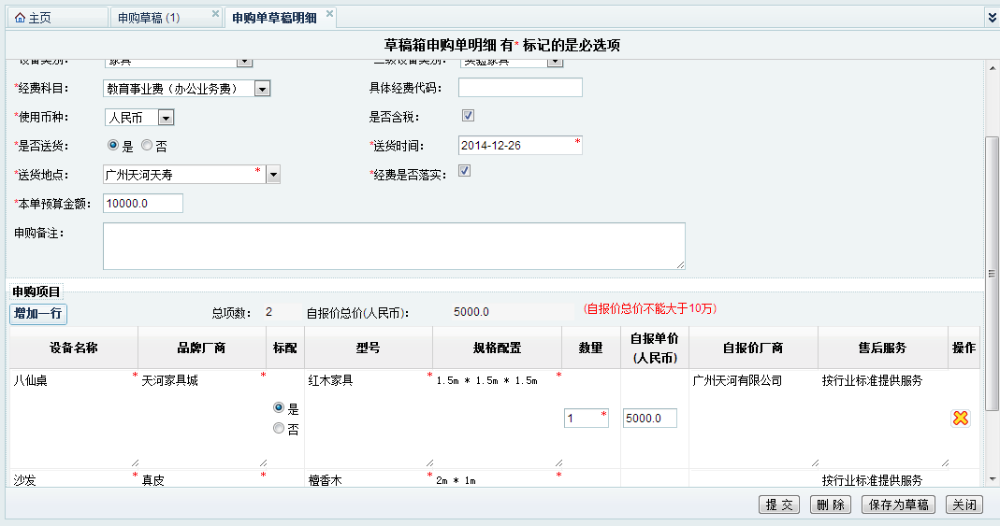 主页
申购草稿 (1)
申购单草稿明细
草稿箱申购单明细 有* 标记的是必选项
*设备类别: 家具 二级设备类别: 实验家具
*经费科目: 教育事业费（办公业务费） 具体经费代码:
*使用币种: 人民币 是否含税:
*是否送货: 是 否 *送货时间: 2014-12-26 *
*送货地点: 广州天河天寿 * *经费是否落实:
*本单预算金额: 10000.0
申购备注:
申购项目
增加一行 总项数: 2 自报价总价(人民币): 5000.0 (自报价总价不能大于10万)
设备名称 品牌厂商 标配 型号 规格配置 数量 自报单价(人民币) 自报价厂商 售后服务 操作
八仙桌 * 天河家具城 * 是 否 红木家具 * 1.5m * 1.5m * 1.5m * 1 * 5000.0 广州天河有限公司 按行业标准提供服务
沙发 * 真皮 * 檀香木 * 2m * 1m * 按行业标准提供服务
提 交 删 除 保存为草稿 关闭